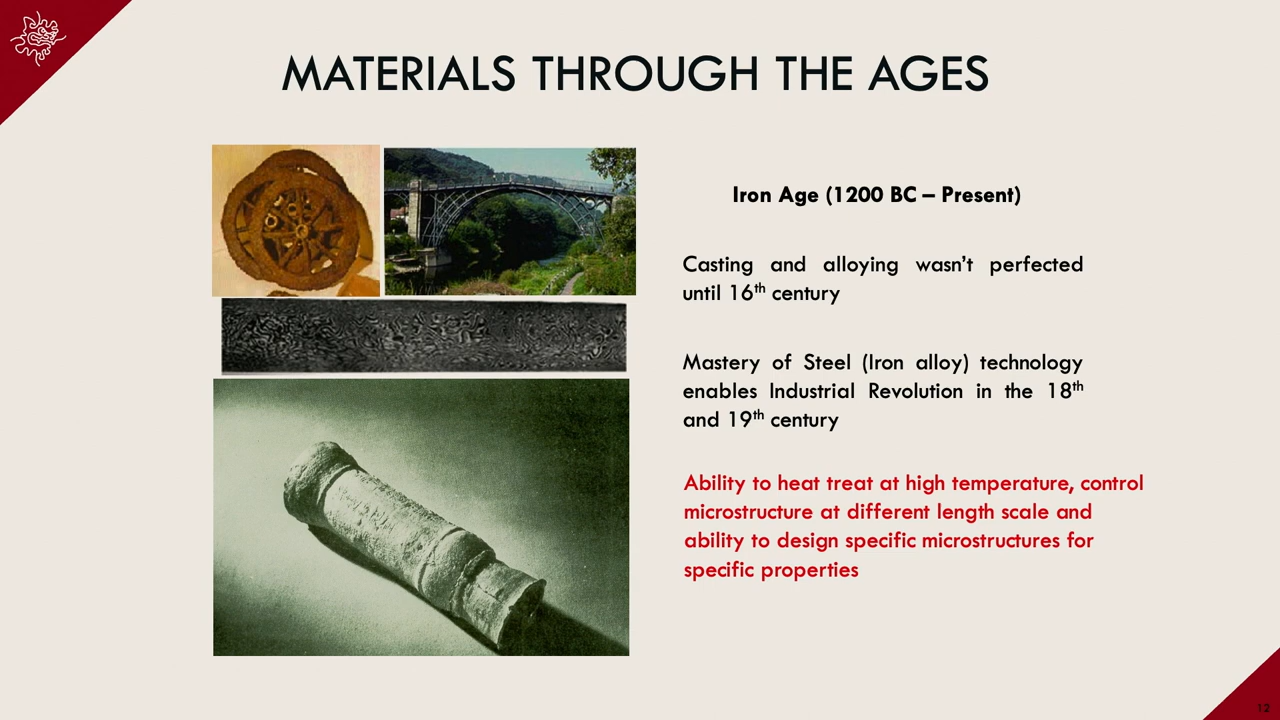 MATERIALS THROUGH THE AGES
Iron Age (1200 BC – Present)
Casting and alloying wasn't perfected
until 16th century
Mastery of Steel (Iron alloy) technology
enables Industrial Revolution in the 18th
and 19th century
Ability to heat treat at high temperature, control
microstructure at different length scale and
ability to design specific microstructures for
specific properties
12